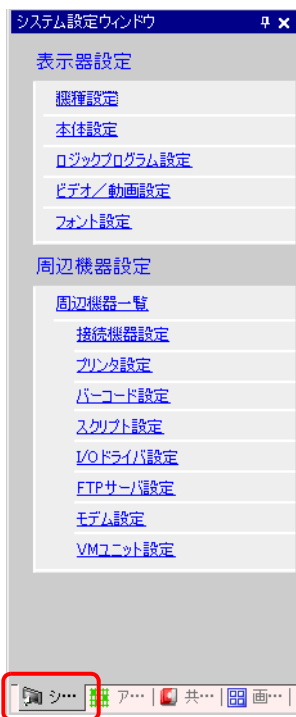 システム設定ウィンドウ
表示器設定
機種設定
本体設定
ロジックプログラム設定
ビデオ／動画設定
フォント設定
周辺機器設定
周辺機器一覧
接続機器設定
プリンタ設定
バーコード設定
スクリプト設定
I/Oドライバ設定
FTPサーバ設定
モデム設定
VMユニット設定
シ… ア… 共… 画…